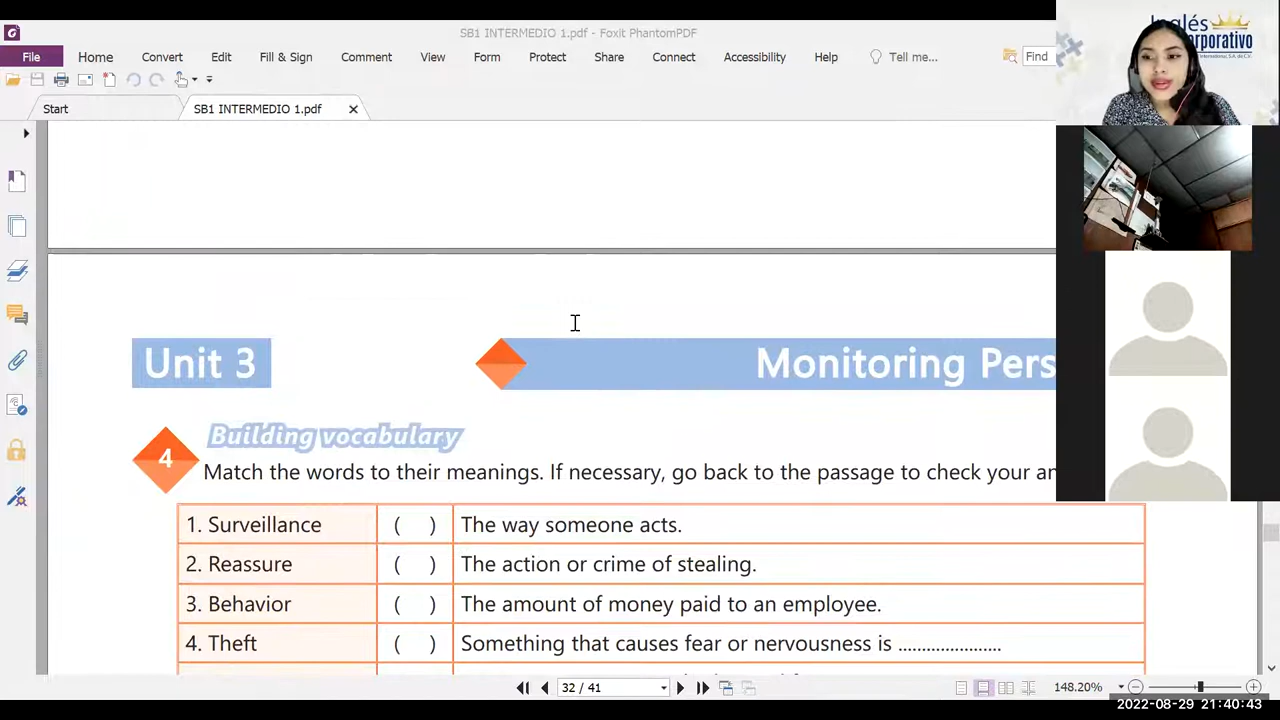 SB1 INTERMEDIO 1.pdf - Foxit PhantomPDF
File Home Convert Edit Fill & Sign Comment View Form Protect Share Connect Accessibility Help Tell me... Find
Start SB1 INTERMEDIO 1.pdf
Inglés
Corporativo
Unit 3 Monitoring Pers
4 Building vocabulary
Match the words to their meanings. If necessary, go back to the passage to check your an
1. Surveillance ( ) The way someone acts.
2. Reassure ( ) The action or crime of stealing.
3. Behavior ( ) The amount of money paid to an employee.
4. Theft ( ) Something that causes fear or nervousness is ......................
32 / 41 148.20%
2022-08-29 21:40:43